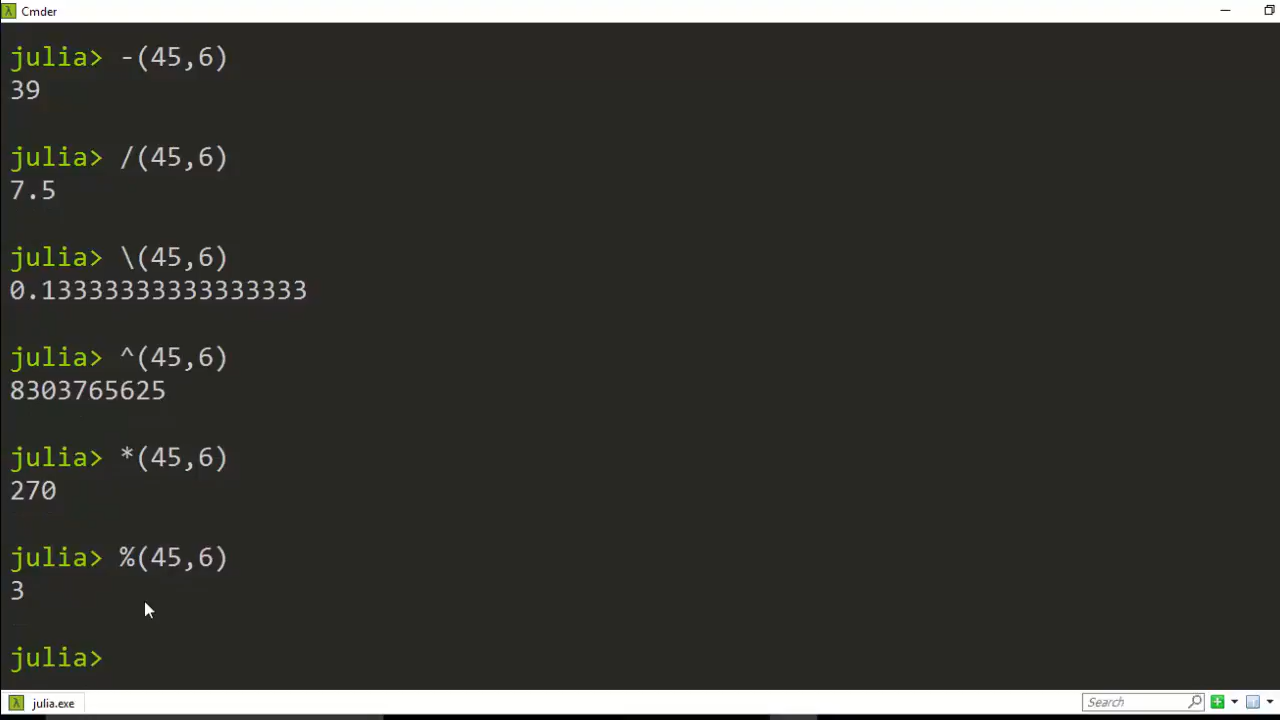 Cmder
julia> -(45,6)
39
julia> /(45,6)
7.5
julia> \(45,6)
0.13333333333333333
julia> ^(45,6)
8303765625
julia> *(45,6)
270
julia> %(45,6)
3
julia>
julia.exe
Search